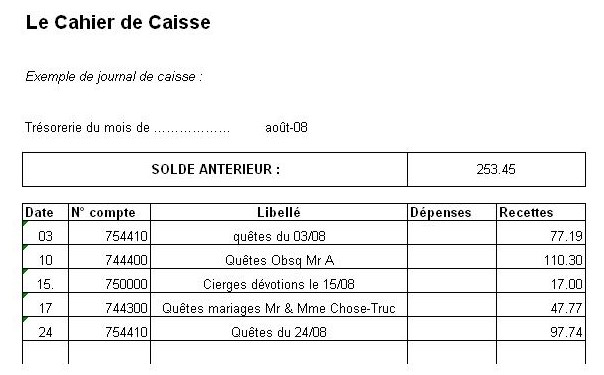 Le Cahier de Caisse
Exemple de journal de caisse :
Trésorerie du mois de ……………… août-08
SOLDE ANTERIEUR : 253.45
Date N° compte Libellé Dépenses Recettes
03 754410 quêtes du 03/08 77.19
10 744400 Quêtes Obsq Mr A 110.30
15. 750000 Cierges dévotions le 15/08 17.00
17 744300 Quêtes mariages Mr & Mme Chose-Truc 47.77
24 754410 Quêtes du 24/08 97.74